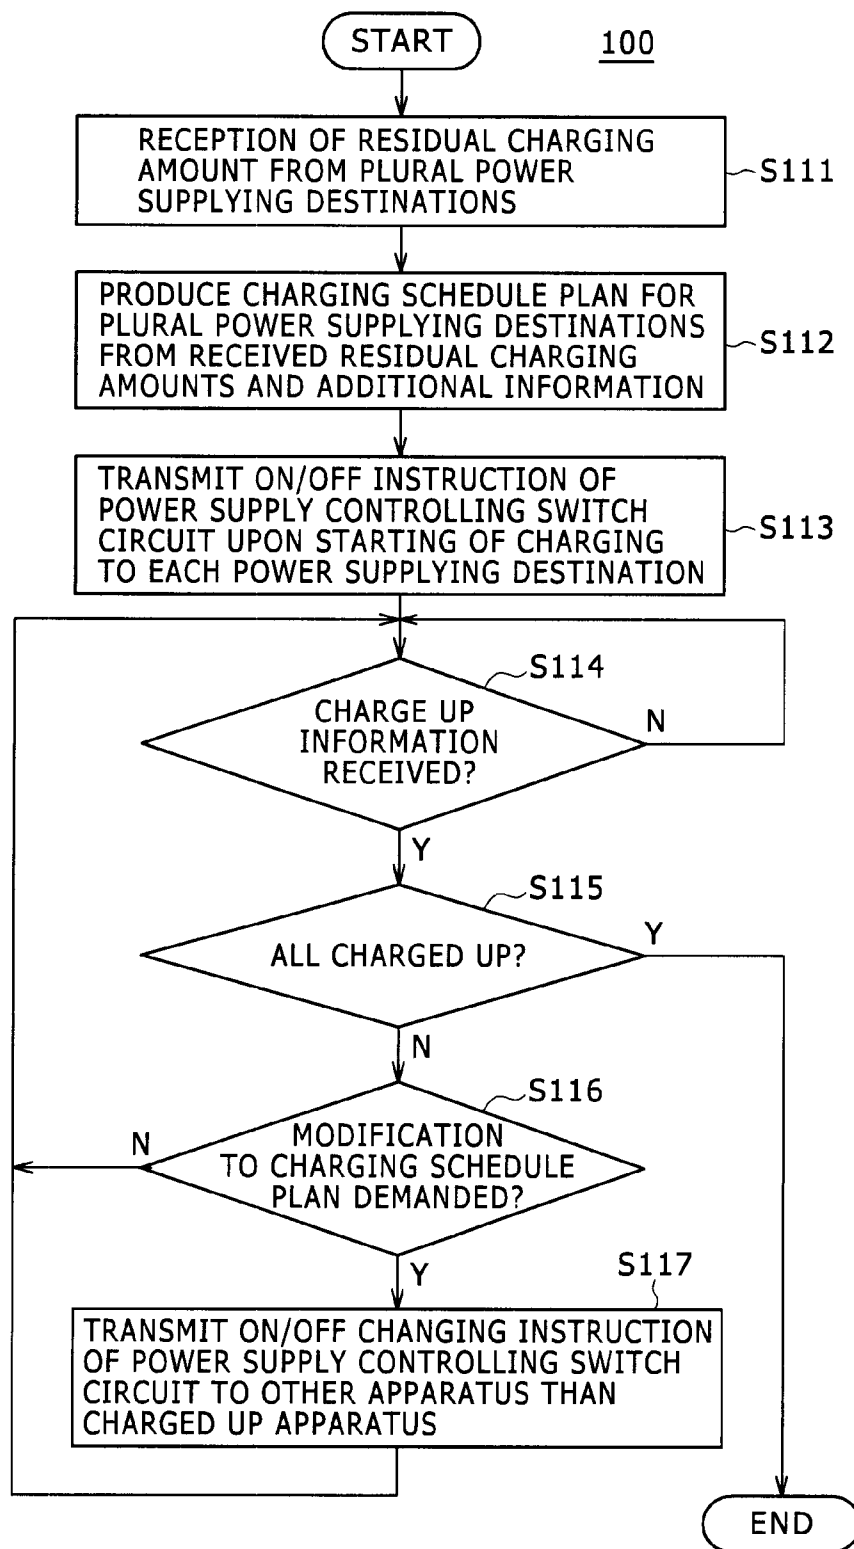 START
100
RECEPTION OF RESIDUAL CHARGING
AMOUNT FROM PLURAL POWER
SUPPLYING DESTINATIONS
S111
PRODUCE CHARGING SCHEDULE PLAN FOR
PLURAL POWER SUPPLYING DESTINATIONS
FROM RECEIVED RESIDUAL CHARGING
AMOUNTS AND ADDITIONAL INFORMATION
S112
TRANSMIT ON/OFF INSTRUCTION OF
POWER SUPPLY CONTROLLING SWITCH
CIRCUIT UPON STARTING OF CHARGING
TO EACH POWER SUPPLYING DESTINATION
S113
S114
CHARGE UP
INFORMATION
RECEIVED?
N
Y
S115
ALL CHARGED UP?
Y
N
S116
MODIFICATION
TO CHARGING SCHEDULE
PLAN DEMANDED?
N
Y
S117
TRANSMIT ON/OFF CHANGING INSTRUCTION
OF POWER SUPPLY CONTROLLING SWITCH
CIRCUIT TO OTHER APPARATUS THAN
CHARGED UP APPARATUS
END